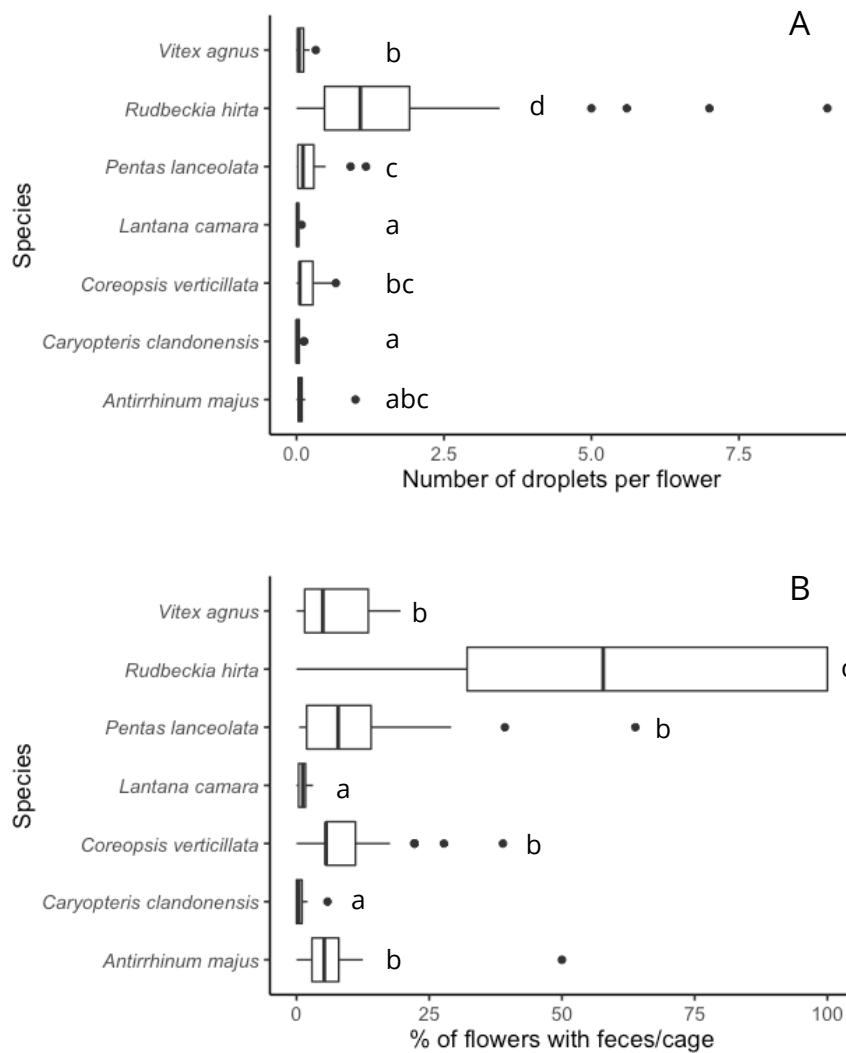 A
Vitex agnus b
Rudbeckia hirta d
Pentas lanceolata c
Lantana camara a
Coreopsis verticillata bc
Caryopteris clandonensis a
Antirrhinum majus abc
Species
0.0 2.5 5.0 7.5
Number of droplets per flower
B
Vitex agnus b
Rudbeckia hirta
Pentas lanceolata b
Lantana camara a
Coreopsis verticillata b
Caryopteris clandonensis a
Antirrhinum majus b
Species
0 25 50 75 100
% of flowers with feces/cage